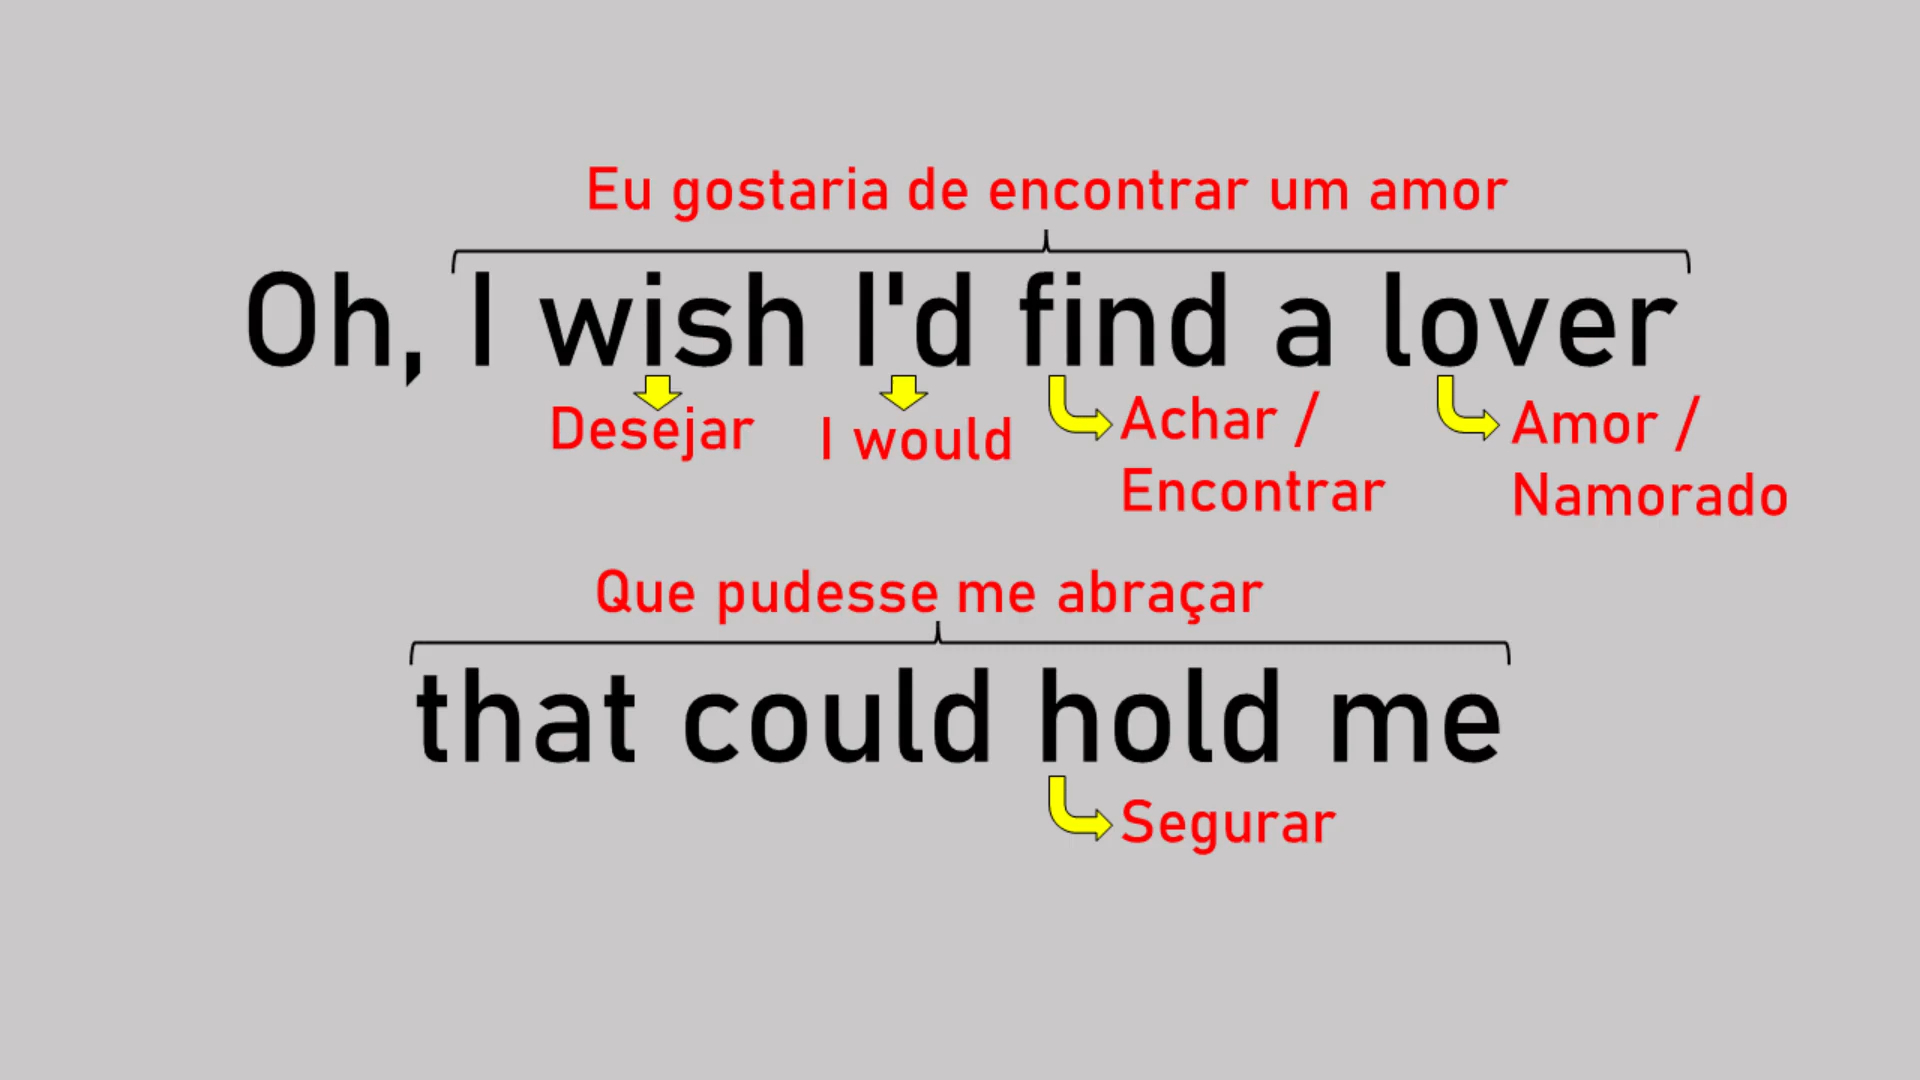 Eu gostaria de encontrar um amor
Oh, I wish I'd find a lover
Desejar
I would
Achar /
Encontrar
Amor /
Namorado
Que pudesse me abraçar
that could hold me
Segurar